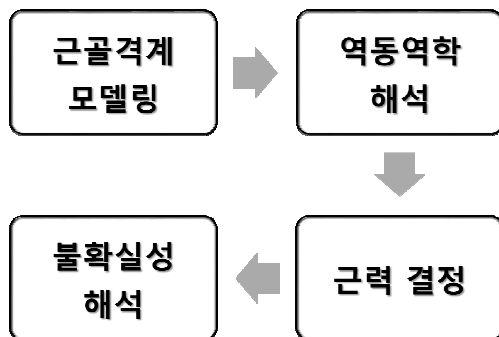 근골격계
모델링
역동역학
해석
근력 결정
불확실성
해석